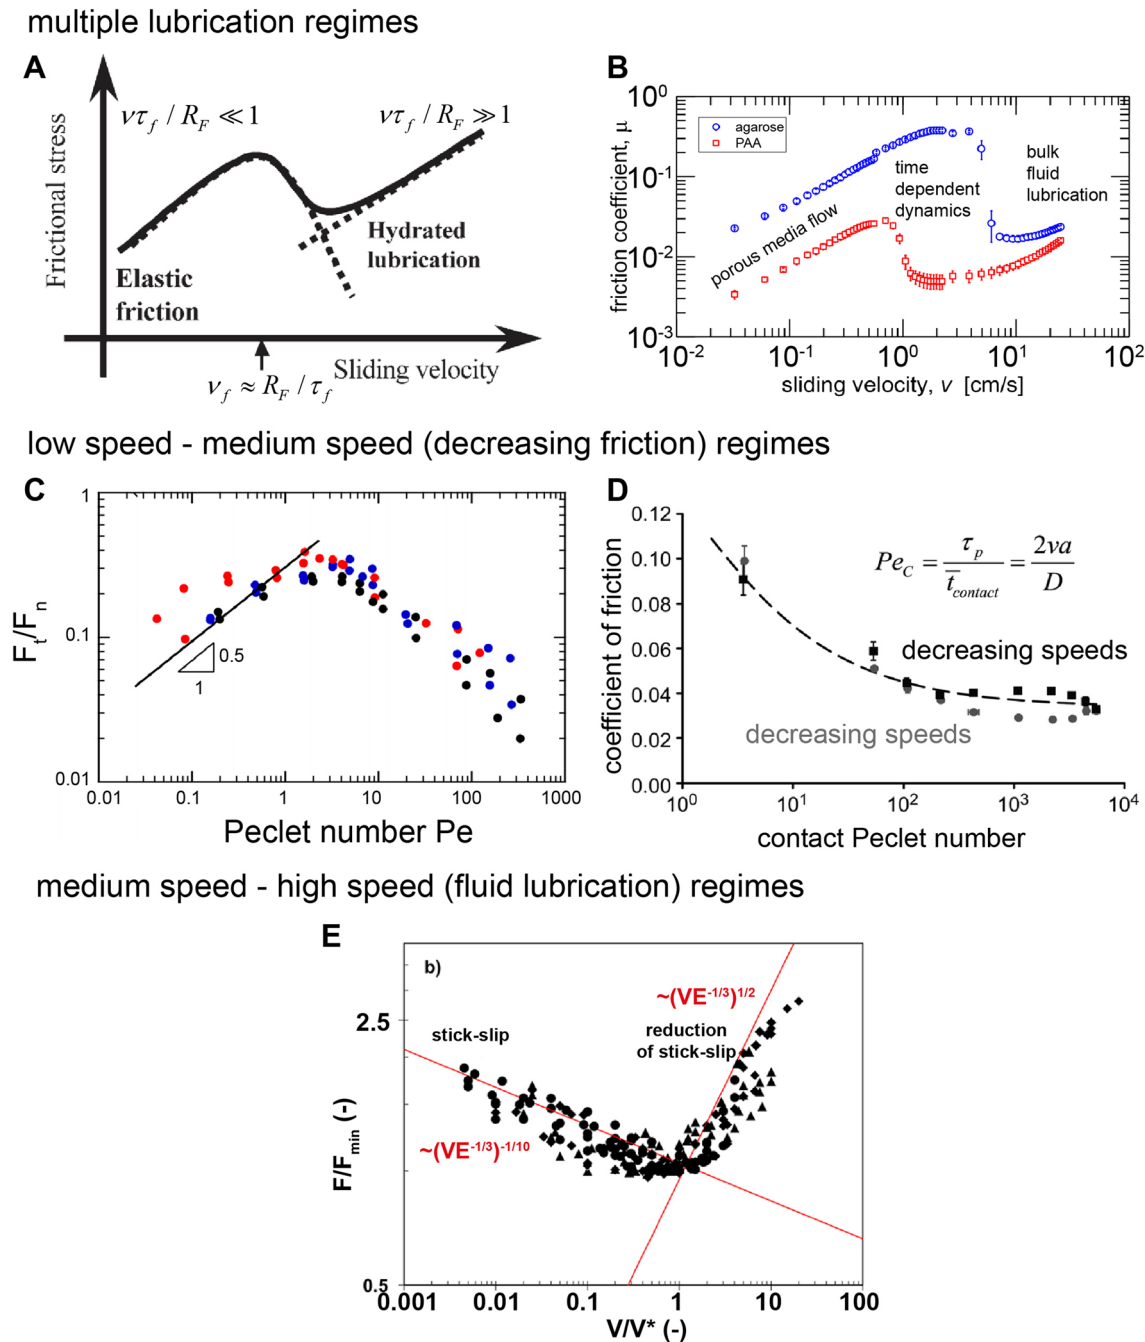 multiple lubrication regimes
A
ντ_f / R_F ≪ 1
ντ_f / R_F ≫ 1
Frictional stress
Elastic
friction
Hydrated
lubrication
Sliding velocity
ν_f ≈ R_F / τ_f
B
10^0
10^-1
10^-2
10^-3
friction coefficient, μ
agarose
PAA
porous media flow
time
dependent
dynamics
bulk
fluid
lubrication
10^-2 10^-1 10^0 10^1 10^2
sliding velocity, v [cm/s]
low speed - medium speed (decreasing friction) regimes
C
1
0.1
0.01
F_t/F_n
0.5
1
0.01 0.1 1 10 100 1000
Peclet number Pe
D
0.12
0.10
0.08
0.06
0.04
0.02
0.00
coefficient of friction
Pe_C = τ_p / t̅_contact = 2va / D
decreasing speeds
decreasing speeds
10^0 10^1 10^2 10^3 10^4
contact Peclet number
medium speed - high speed (fluid lubrication) regimes
E
b)
2.5
0.5
F/F_min (-)
stick-slip
~(VE^-1/3)^1/2
reduction
of stick-slip
~(VE^-1/3)^-1/10
0.001 0.01 0.1 1 10 100
V/V* (-)